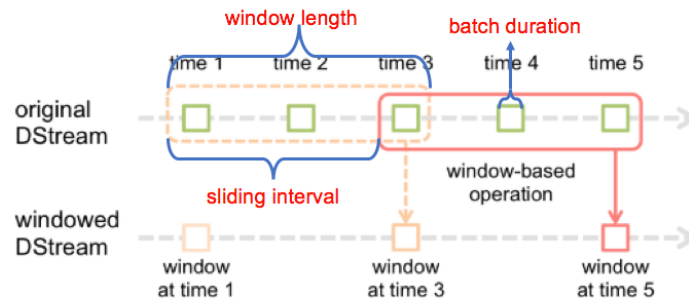 window length
batch duration
time 1 time 2 time 3 time 4 time 5
original
DStream
sliding interval
window-based
operation
windowed
DStream
window
at time 1
window
at time 3
window
at time 5